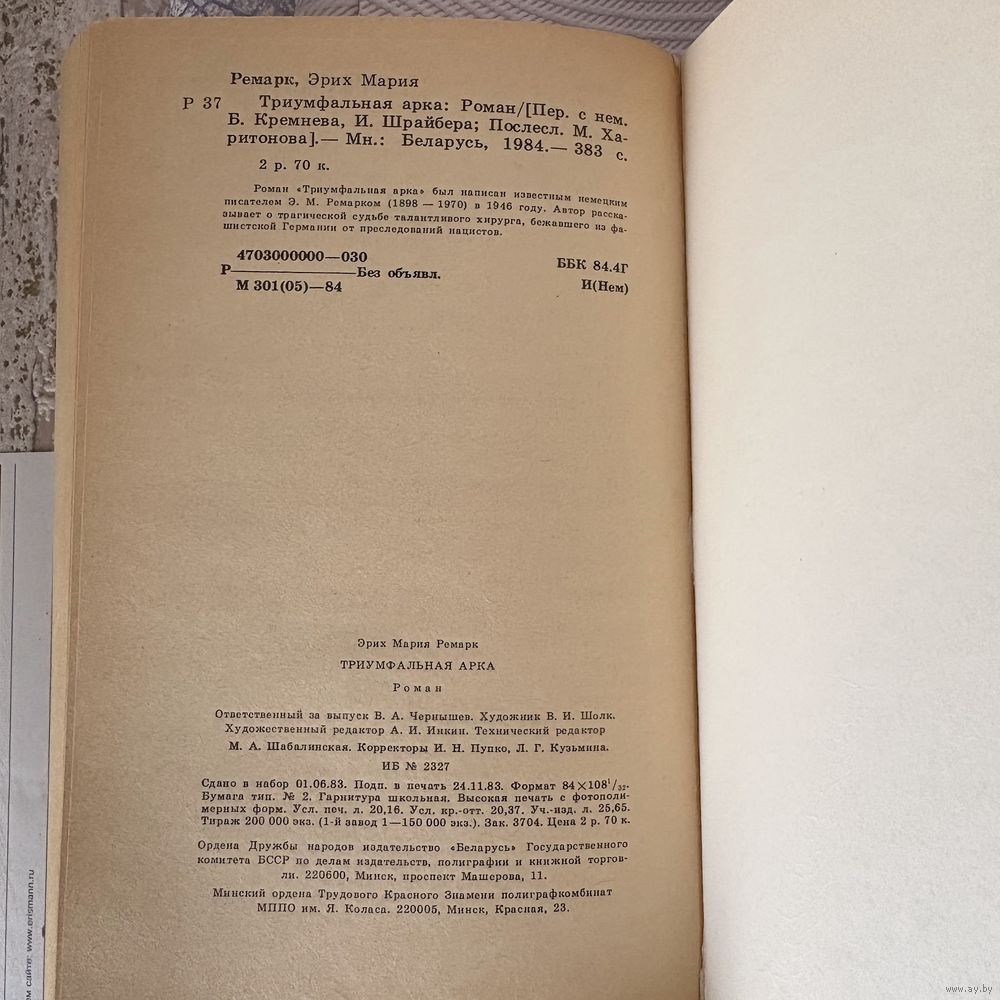 Ремарк, Эрих Мария
Р 37 Триумфальная арка: Роман/[Пер. с нем.
Б. Кремнева, И. Шрайбера; Послесл. М. Ха-
ритонова].— Мн.: Беларусь, 1984.— 383 с.
2 р. 70 к.
Роман «Триумфальная арка» был написан известным немецким
писателем Э. М. Ремарком (1898 — 1970) в 1946 году. Автор расска-
зывает о трагической судьбе талантливого хирурга, бежавшего из фа-
шистской Германии от преследований нацистов.
4703000000—030
Р————Без объявл.
М 301(05)—84
ББК 84.4Г
И(Нем)
Эрих Мария Ремарк
ТРИУМФАЛЬНАЯ АРКА
Роман
Ответственный за выпуск В. А. Чернышев. Художник В. И. Шолк.
Художественный редактор А. И. Инкин. Технический редактор
М. А. Шабалинская. Корректоры И. Н. Пупко, Л. Г. Кузьмина.
ИБ № 2327
Сдано в набор 01.06.83. Подп. в печать 24.11.83. Формат 84×108¹/₃₂.
Бумага тип. № 2. Гарнитура школьная. Высокая печать с фотополи-
мерных форм. Усл. печ. л. 20,16. Усл. кр.-отт. 20,37. Уч.-изд. л. 25,65.
Тираж 200 000 экз. (1-й завод 1—150 000 экз.). Зак. 3704. Цена 2 р. 70 к.
Ордена Дружбы народов издательство «Беларусь» Государственного
комитета БССР по делам издательств, полиграфии и книжной торгов-
ли. 220600, Минск, проспект Машерова, 11.
Минский ордена Трудового Красного Знамени полиграфкомбинат
МППО им. Я. Коласа. 220005, Минск, Красная, 23.
м сайте: www.erismann.ru
www.ay.by